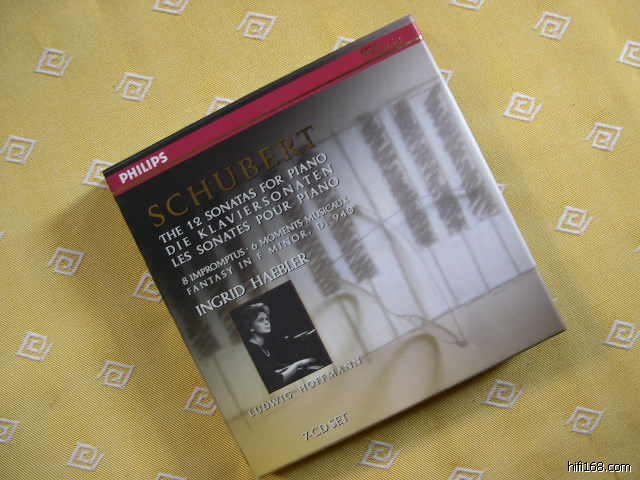 PHILIPS
SCHUBERT
THE 12 SONATAS FOR PIANO
DIE KLAVIERSONATEN
LES SONATES POUR PIANO
8 IMPROMPTUS · 6 MOMENTS MUSICAUX
FANTASY IN F MINOR, D. 940
INGRID HAEBLER
LUDWIG HOFFMANN
7-CD SET
hifi168.com